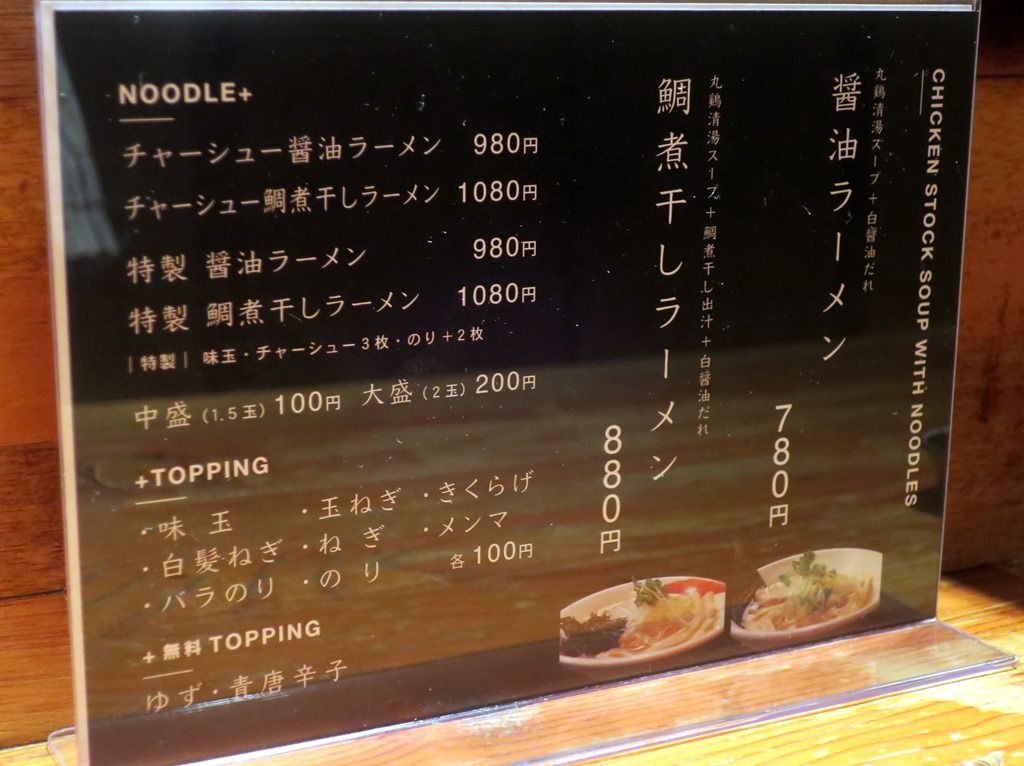 CHICKEN STOCK SOUP WITH NOODLES
丸鶏清湯スープ+白醤油だれ
醤油ラーメン
780円
丸鶏清湯スープ+鯛煮干し出汁+白醤油だれ
鯛煮干しラーメン
880円
NOODLE+
チャーシュー醤油ラーメン 980円
チャーシュー鯛煮干しラーメン 1080円
特製 醤油ラーメン 980円
特製 鯛煮干しラーメン 1080円
|特製| 味玉・チャーシュー3枚・のり+2枚
中盛(1.5玉)100円 大盛(2玉)200円
+TOPPING
・味玉 ・玉ねぎ ・きくらげ
・白髪ねぎ ・ねぎ ・メンマ
・バラのり ・のり 各100円
+無料TOPPING
ゆず・青唐辛子